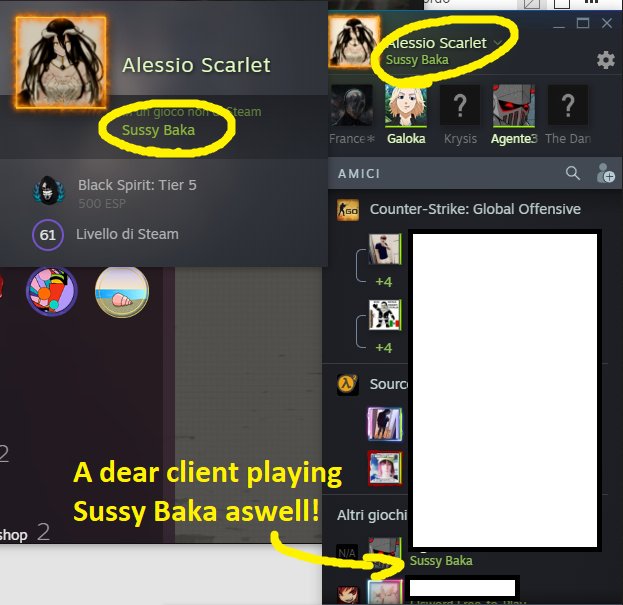 Alessio Scarlet
un gioco non di Steam
Sussy Baka
Black Spirit: Tier 5
500 ESP
61 Livello di Steam
2
shop 2
Alessio Scarlet
Sussy Baka
France* Galoka Krysis Agente3 The Dan
AMICI
GO Counter-Strike: Global Offensive
+4
+4
Source
A dear client playing
Sussy Baka aswell!
Altri giochi
N/A
Sussy Baka